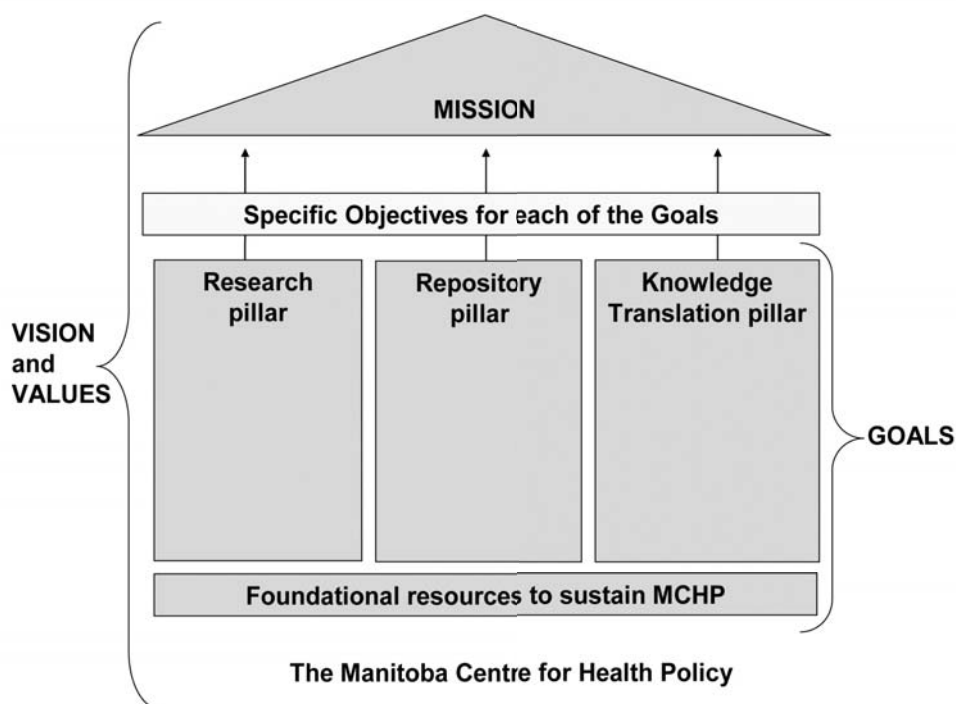 MISSION
Specific Objectives for each of the Goals
Research
pillar
Repository
pillar
Knowledge
Translation pillar
VISION
and
VALUES
GOALS
Foundational resources to sustain MCHP
The Manitoba Centre for Health Policy